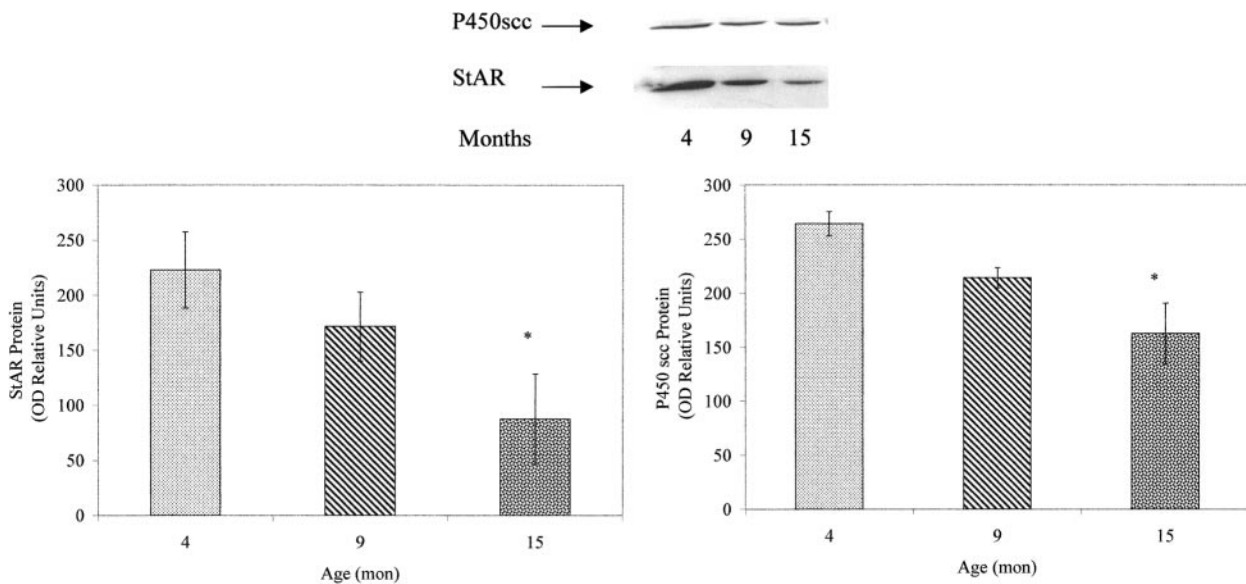 P450scc
StAR
Months 4 9 15
300
250
200
150
100
50
0
StAR Protein
(OD Relative Units)
*
4 9 15
Age (mon)
300
250
200
150
100
50
0
P450 scc Protein
(OD Relative Units)
*
4 9 15
Age (mon)